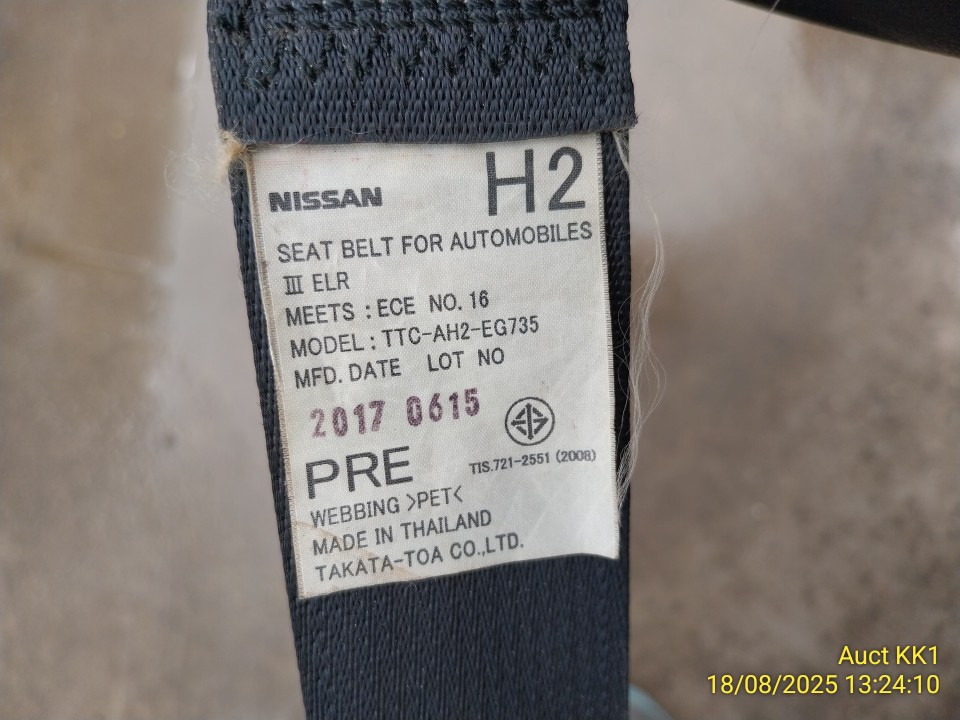 NISSAN H2
SEAT BELT FOR AUTOMOBILES
Ⅲ ELR
MEETS : ECE NO. 16
MODEL : TTC-AH2-EG735
MFD. DATE LOT NO
2017 0615
PRE TIS.721-2551 (2008)
WEBBING >PET<
MADE IN THAILAND
TAKATA-TOA CO.,LTD.
Auct KK1
18/08/2025 13:24:10